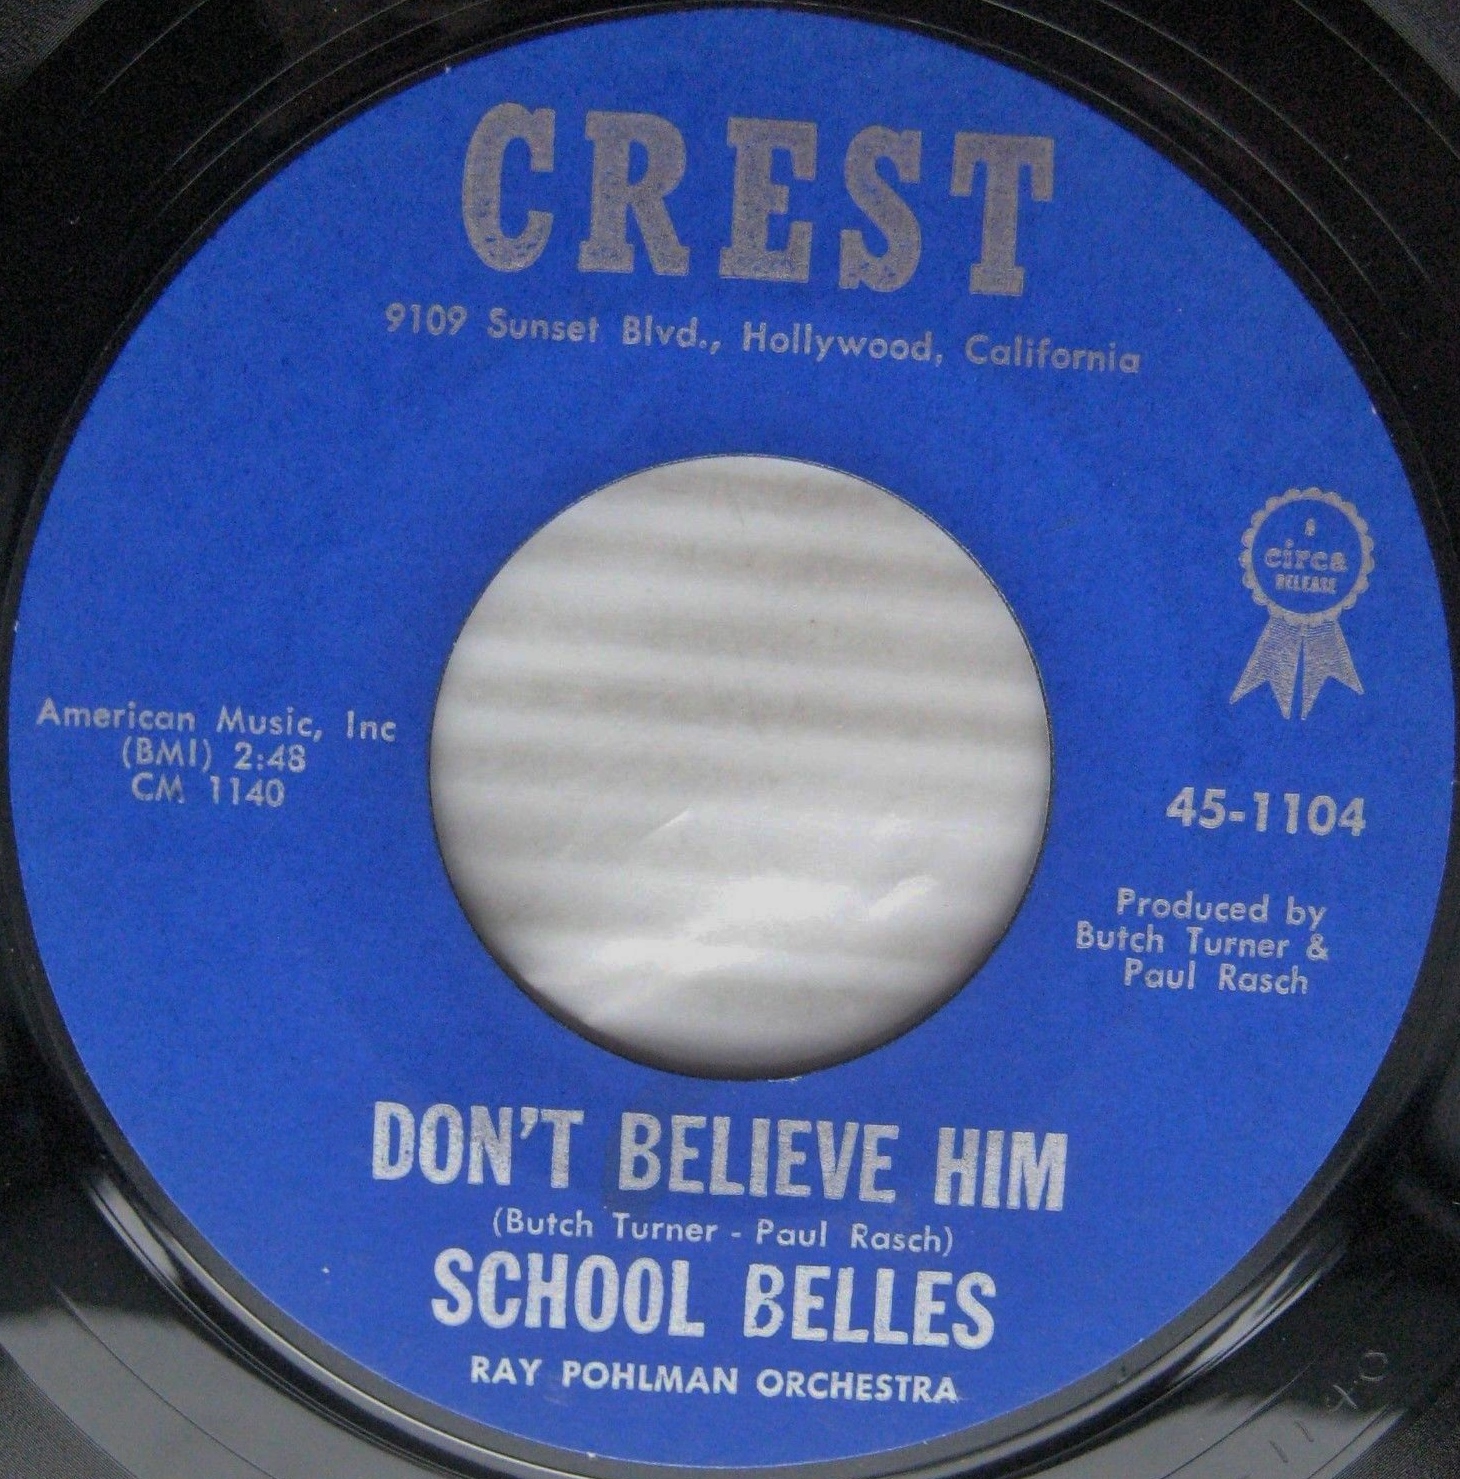 CREST
9109 Sunset Blvd., Hollywood, California
A
circa
RELEASE
American Music, Inc
(BMI) 2:48
CM 1140
45-1104
Produced by
Butch Turner &
Paul Rasch
DON'T BELIEVE HIM
(Butch Turner - Paul Rasch)
SCHOOL BELLES
RAY POHLMAN ORCHESTRA